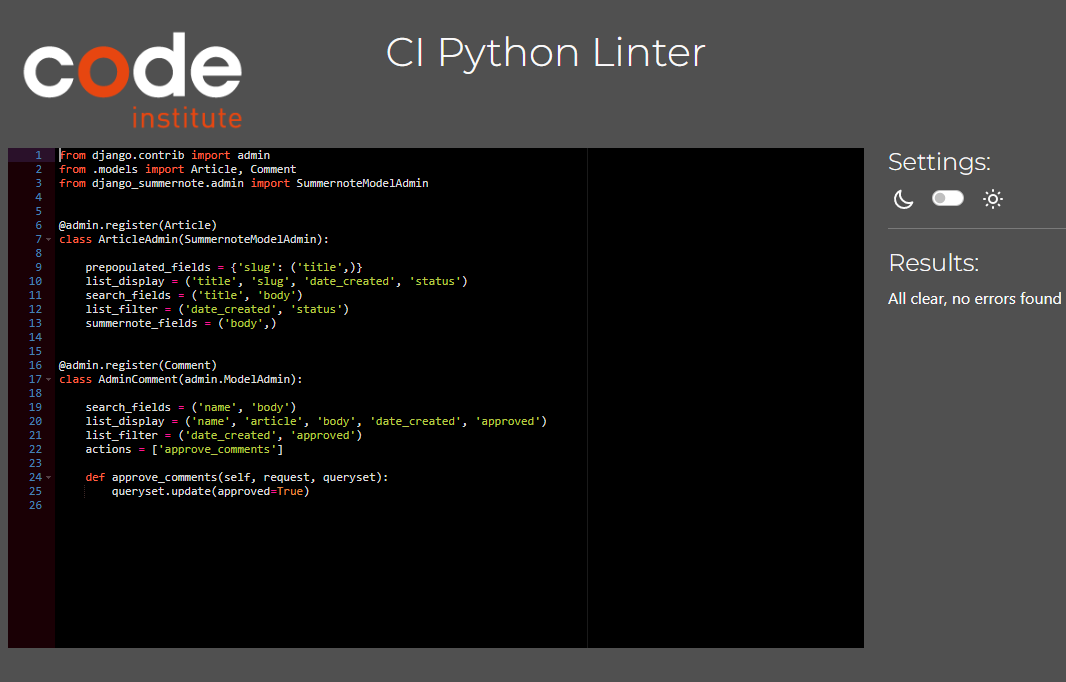 code
institute
CI Python Linter
1 from django.contrib import admin
2 from .models import Article, Comment
3 from django_summernote.admin import SummernoteModelAdmin
4
5
6 @admin.register(Article)
7 class ArticleAdmin(SummernoteModelAdmin):
8
9     prepopulated_fields = {'slug': ('title',)}
10     list_display = ('title', 'slug', 'date_created', 'status')
11     search_fields = ('title', 'body')
12     list_filter = ('date_created', 'status')
13     summernote_fields = ('body',)
14
15
16 @admin.register(Comment)
17 class AdminComment(admin.ModelAdmin):
18
19     search_fields = ('name', 'body')
20     list_display = ('name', 'article', 'body', 'date_created', 'approved')
21     list_filter = ('date_created', 'approved')
22     actions = ['approve_comments']
23
24     def approve_comments(self, request, queryset):
25         queryset.update(approved=True)
26
Settings:
Results:
All clear, no errors found